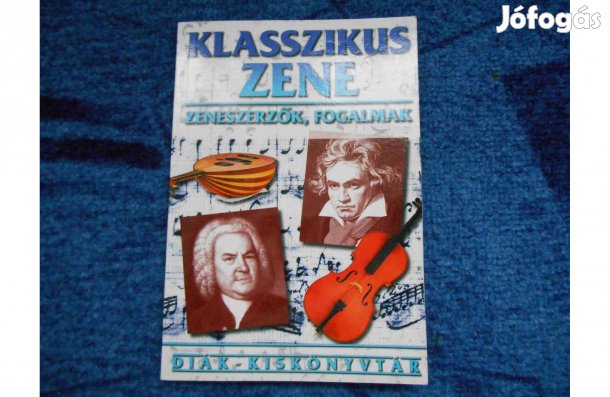 Jófogás
KLASSZIKUS
ZENE
ZENESZERZŐK, FOGALMAK
DIÁK-KISKÖNYVTÁR